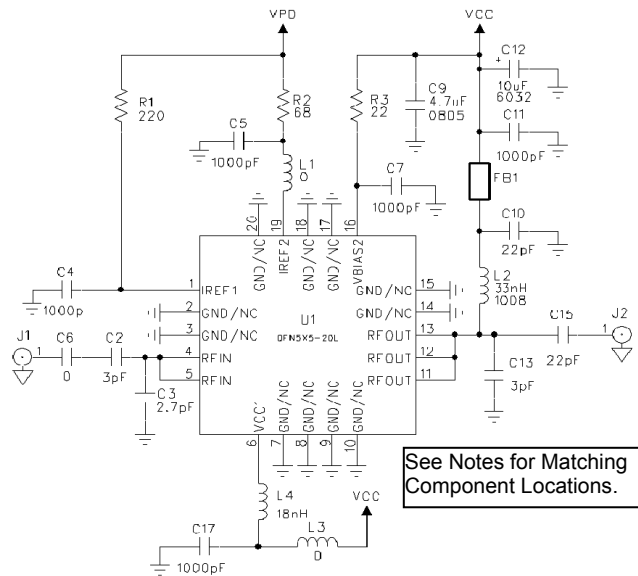 VPD
VCC
R1
220
R2
68
R3
22
C9
4.7uF
0805
+
C12
10uF
6032
C5
1000pF
L1
0
C11
1000pF
FB1
C7
1000pF
C10
22pF
L2
33nH
1008
20
19
18
17
16
GND/NC
IREF2
GND/NC
GND/NC
VBIAS2
C4
1000p
1
IREF1
GND/NC
15
2
GND/NC
U1
GND/NC
14
3
GND/NC
DFN5X5-20L
RFOUT
13
4
RFIN
RFOUT
12
5
RFIN
RFOUT
11
J1
1
C6
0
C2
3pF
C3
2.7pF
C15
22pF
J2
1
C13
3pF
VCC'
GND/NC
GND/NC
GND/NC
GND/NC
6
7
8
9
10
L4
18nH
VCC
L3
0
C17
1000pF
See Notes for Matching
Component Locations.